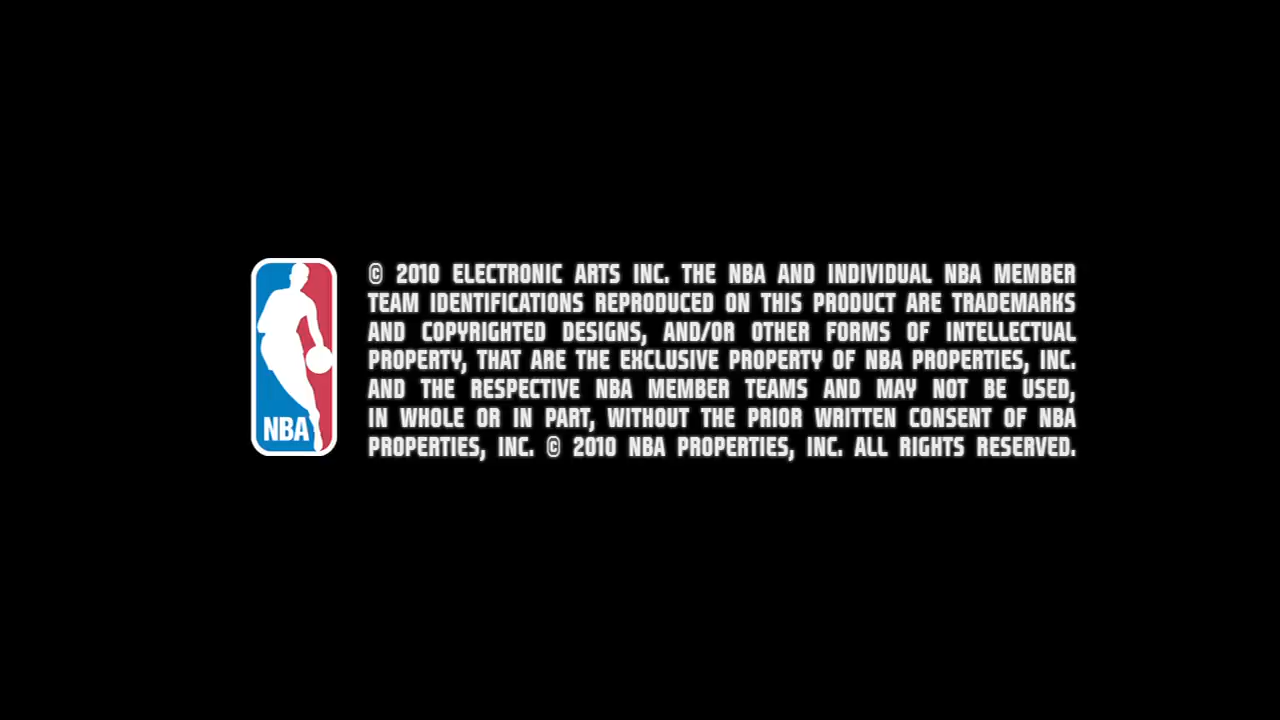 NBA
© 2010 ELECTRONIC ARTS INC. THE NBA AND INDIVIDUAL NBA MEMBER
TEAM IDENTIFICATIONS REPRODUCED ON THIS PRODUCT ARE TRADEMARKS
AND COPYRIGHTED DESIGNS, AND/OR OTHER FORMS OF INTELLECTUAL
PROPERTY, THAT ARE THE EXCLUSIVE PROPERTY OF NBA PROPERTIES, INC.
AND THE RESPECTIVE NBA MEMBER TEAMS AND MAY NOT BE USED,
IN WHOLE OR IN PART, WITHOUT THE PRIOR WRITTEN CONSENT OF NBA
PROPERTIES, INC. © 2010 NBA PROPERTIES, INC. ALL RIGHTS RESERVED.